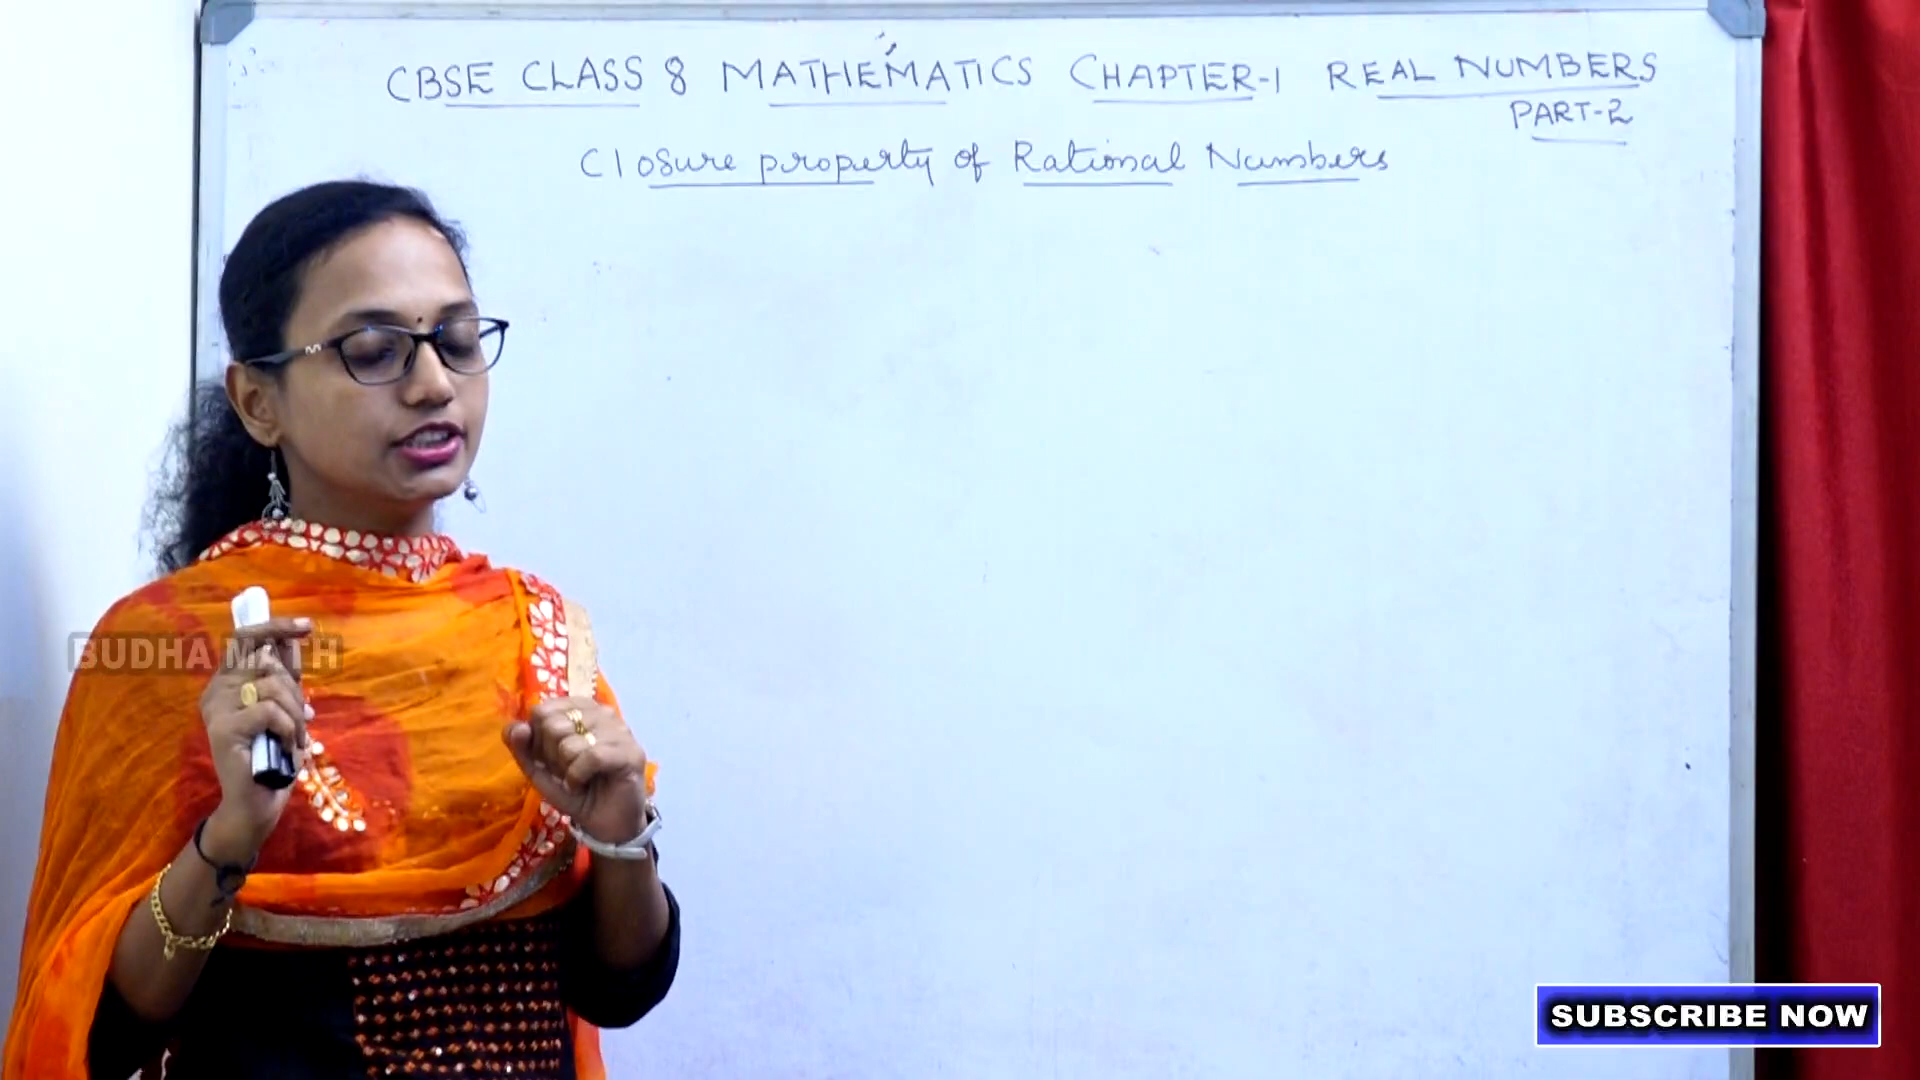 CBSE CLASS 8 MATHEMATICS CHAPTER-1 REAL NUMBERS
PART-2
Closure property of Rational Numbers
BUDHA MATH
SUBSCRIBE NOW